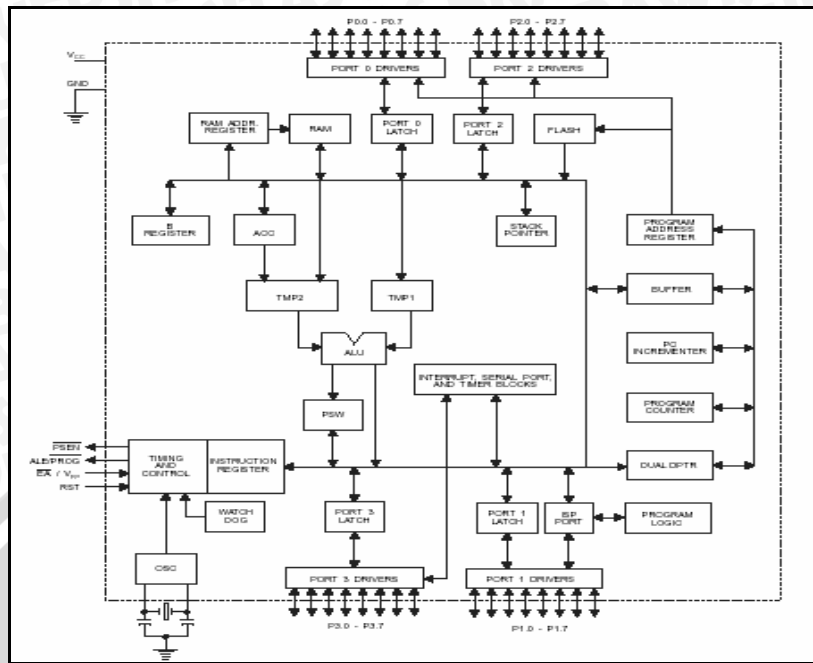 P0.0 - P0.7
P2.0 - P2.7
VCC
PORT 0 DRIVERS
PORT 2 DRIVERS
GND
RAM ADDR.
REGISTER
RAM
PORT 0
LATCH
PORT 2
LATCH
FLASH
B
REGISTER
ACC
STACK
POINTER
PROGRAM
ADDRESS
REGISTER
TMP2
TMP1
BUFFER
ALU
PC
INCREMENTER
INTERRUPT, SERIAL PORT,
AND TIMER BLOCKS
PSW
PROGRAM
COUNTER
PSEN
ALE/PROG
EA / VPP
RST
TIMING
AND
CONTROL
INSTRUCTION
REGISTER
DUAL DPTR
WATCH
DOG
PORT 3
LATCH
PORT 1
LATCH
ISP
PORT
PROGRAM
LOGIC
OSC
PORT 3 DRIVERS
PORT 1 DRIVERS
P3.0 - P3.7
P1.0 - P1.7